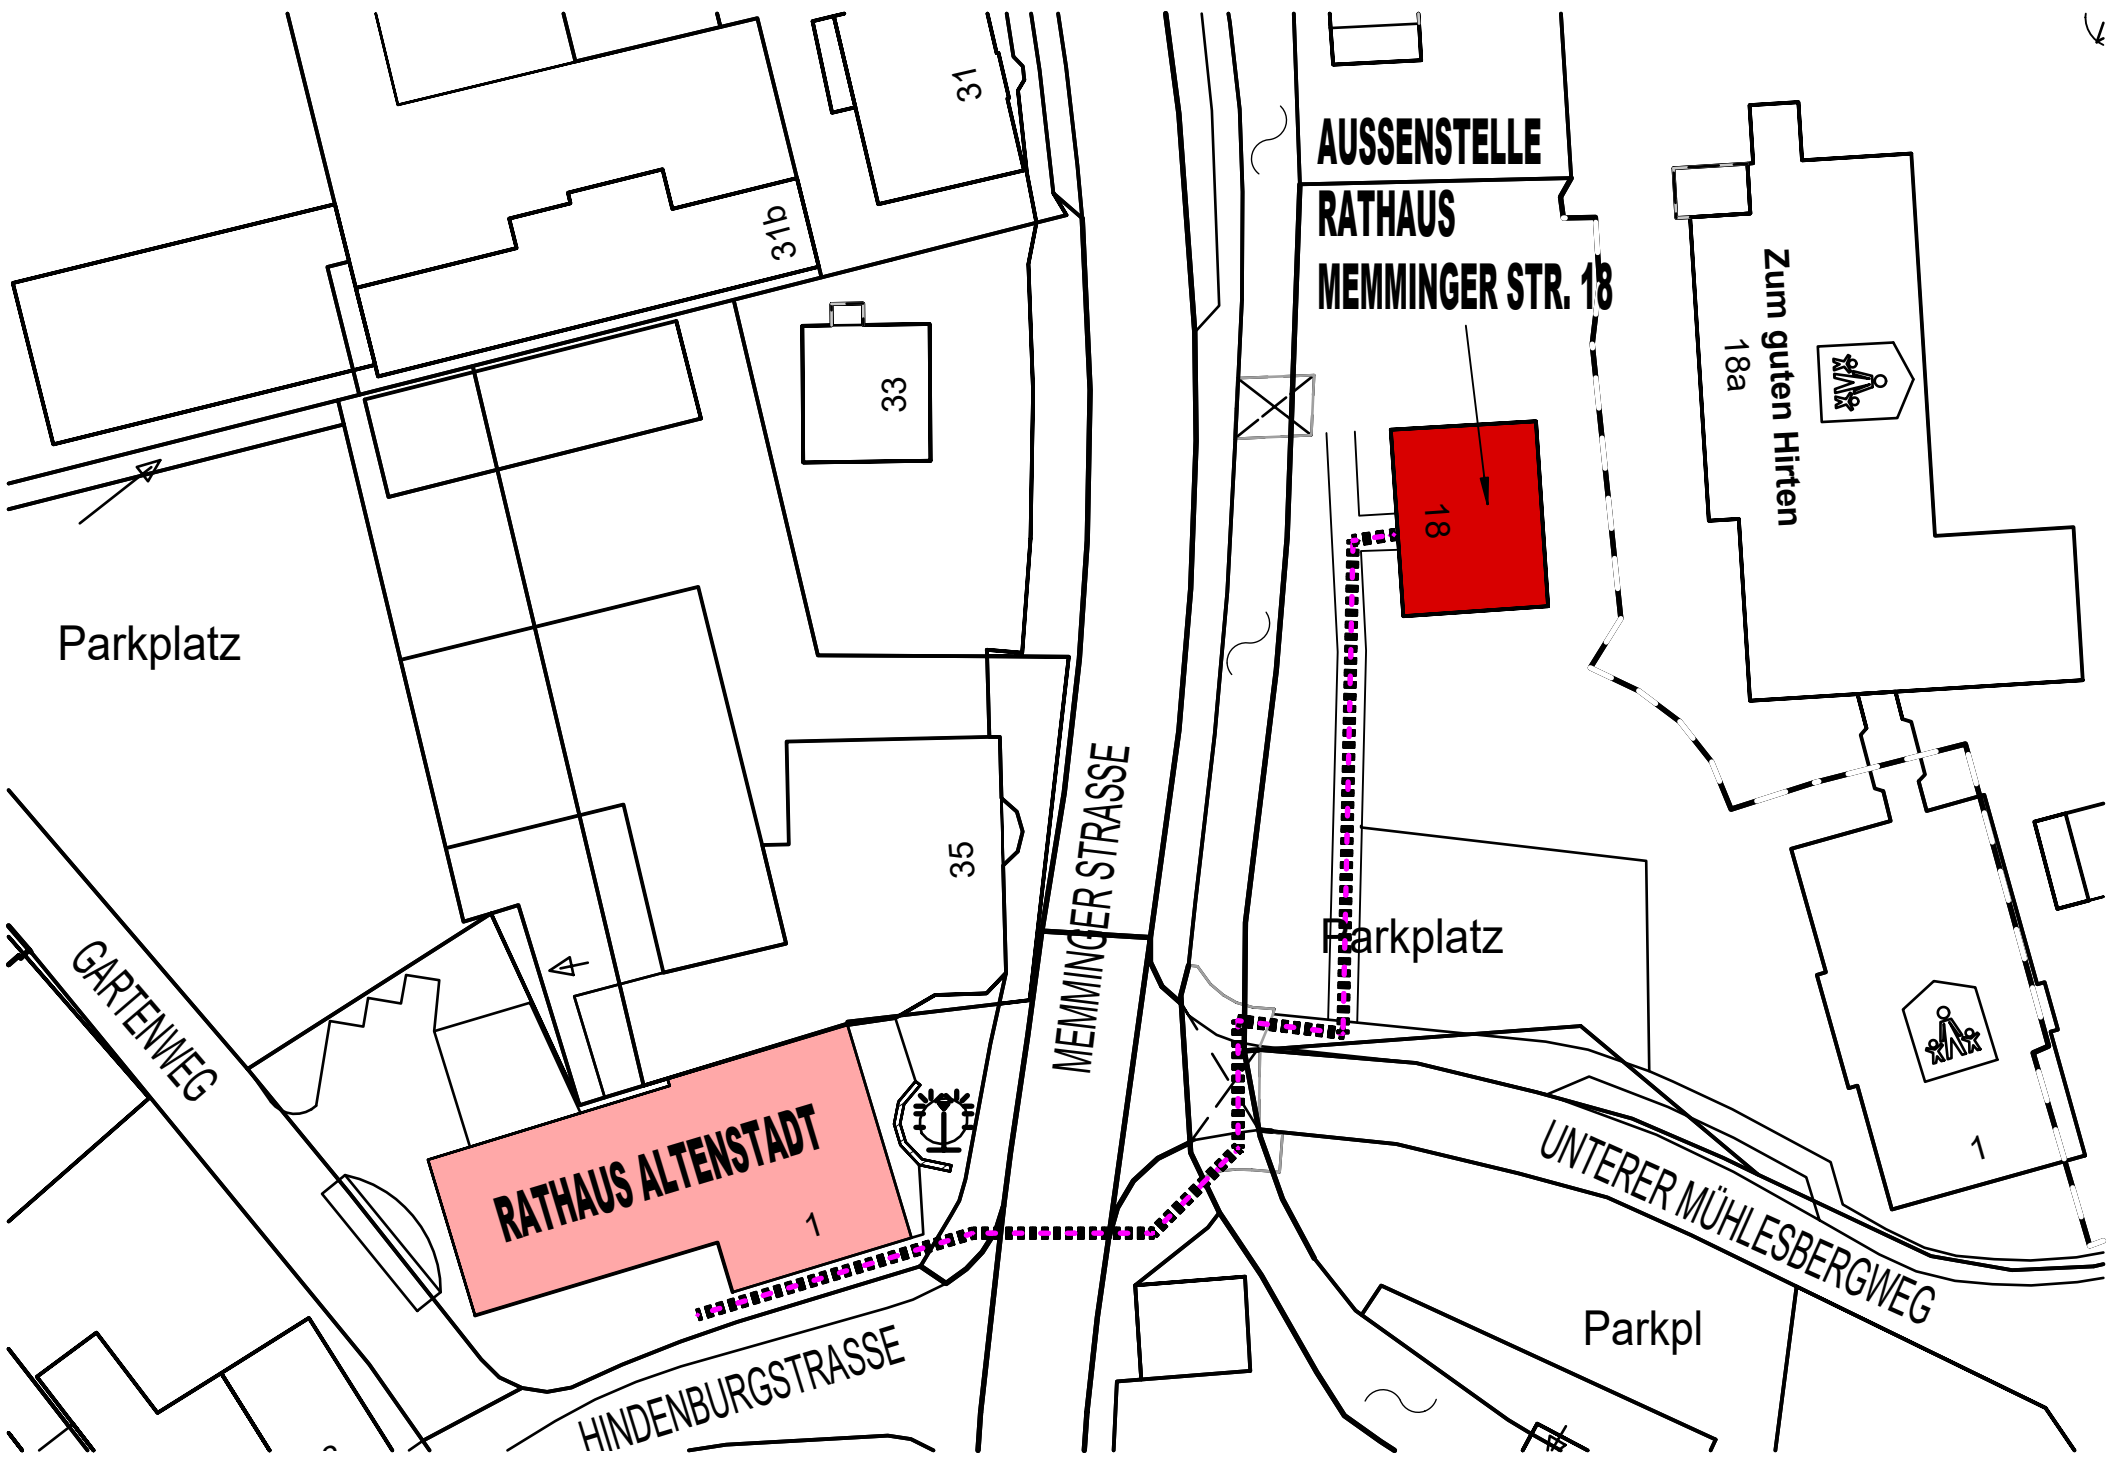 31
AUSSENSTELLE
RATHAUS
MEMMINGER STR. 18
31b
Zum guten Hirten
18a
33
18
Parkplatz
MEMMINGER STRASSE
35
Parkplatz
GARTENWEG
RATHAUS ALTENSTADT
1
UNTERER MÜHLESBERGWEG
1
Parkpl
HINDENBURGSTRASSE